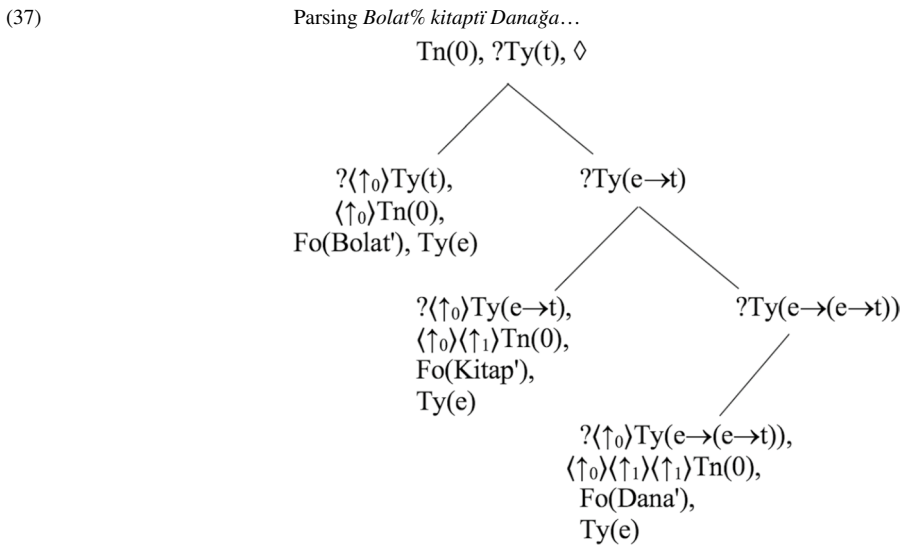 (37) Parsing Bolat% kitaptï Danağa…
Tn(0), ?Ty(t), ◊
?⟨↑₀⟩Ty(t), ?Ty(e→t)
⟨↑₀⟩Tn(0),
Fo(Bolat'), Ty(e)
?⟨↑₀⟩Ty(e→t), ?Ty(e→(e→t))
⟨↑₀⟩⟨↑₁⟩Tn(0),
Fo(Kitap'),
Ty(e)
?⟨↑₀⟩Ty(e→(e→t)),
⟨↑₀⟩⟨↑₁⟩⟨↑₁⟩Tn(0),
Fo(Dana'),
Ty(e)